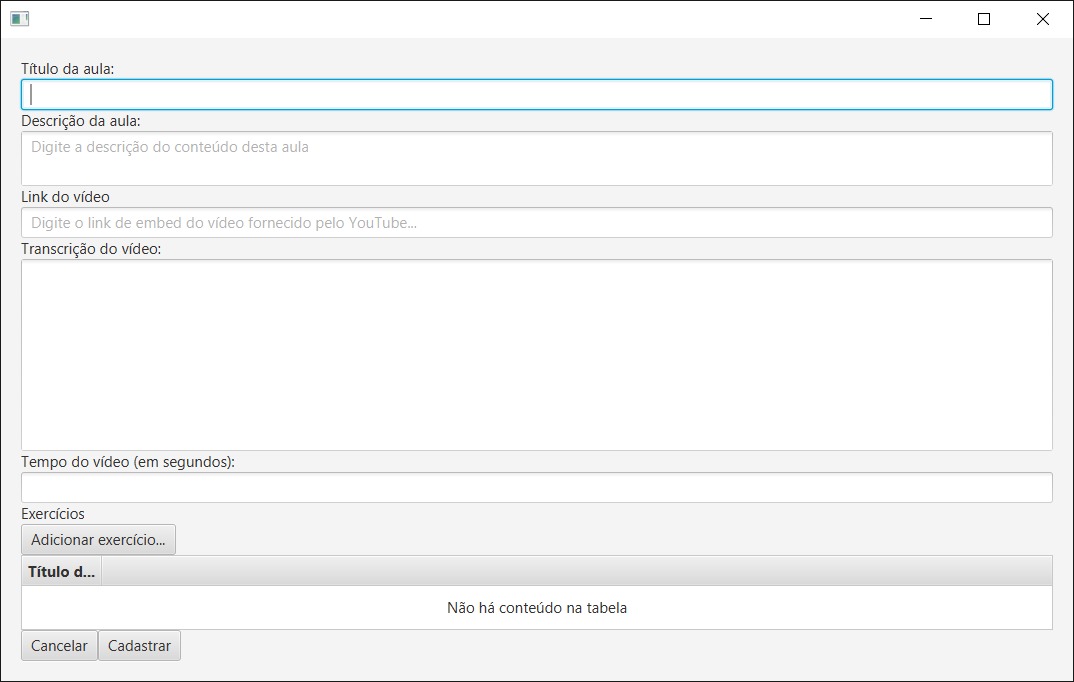 Título da aula:
Descrição da aula:
Digite a descrição do conteúdo desta aula
Link do vídeo
Digite o link de embed do vídeo fornecido pelo YouTube...
Transcrição do vídeo:
Tempo do vídeo (em segundos):
Exercícios
Adicionar exercício...
Título d...
Não há conteúdo na tabela
Cancelar Cadastrar